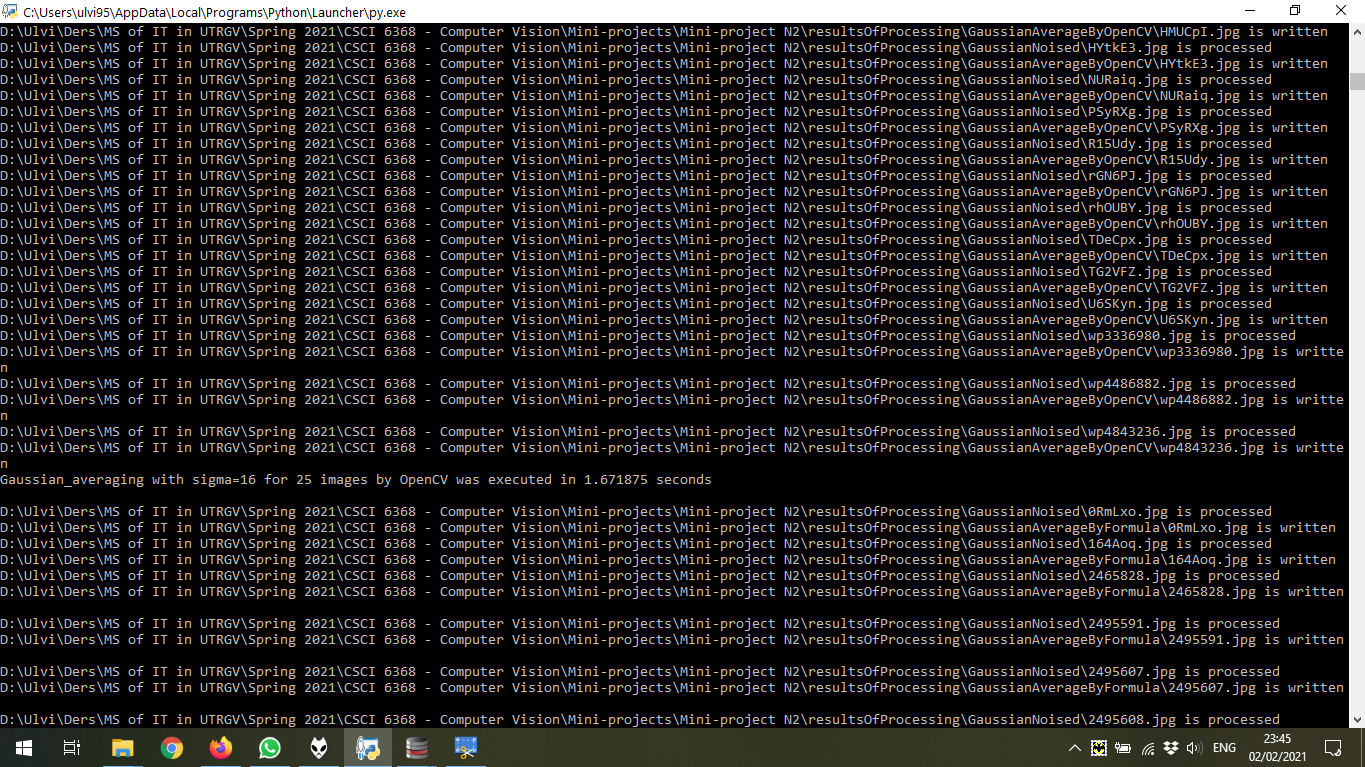 C:\Users\ulvi95\AppData\Local\Programs\Python\Launcher\py.exe
D:\Ulvi\Ders\MS of IT in UTRGV\Spring 2021\CSCI 6368 - Computer Vision\Mini-projects\Mini-project N2\resultsOfProcessing\GaussianAverageByOpenCV\HMUCpI.jpg is written
D:\Ulvi\Ders\MS of IT in UTRGV\Spring 2021\CSCI 6368 - Computer Vision\Mini-projects\Mini-project N2\resultsOfProcessing\GaussianNoised\HYtkE3.jpg is processed
D:\Ulvi\Ders\MS of IT in UTRGV\Spring 2021\CSCI 6368 - Computer Vision\Mini-projects\Mini-project N2\resultsOfProcessing\GaussianAverageByOpenCV\HYtkE3.jpg is written
D:\Ulvi\Ders\MS of IT in UTRGV\Spring 2021\CSCI 6368 - Computer Vision\Mini-projects\Mini-project N2\resultsOfProcessing\GaussianNoised\NURaiq.jpg is processed
D:\Ulvi\Ders\MS of IT in UTRGV\Spring 2021\CSCI 6368 - Computer Vision\Mini-projects\Mini-project N2\resultsOfProcessing\GaussianAverageByOpenCV\NURaiq.jpg is written
D:\Ulvi\Ders\MS of IT in UTRGV\Spring 2021\CSCI 6368 - Computer Vision\Mini-projects\Mini-project N2\resultsOfProcessing\GaussianNoised\PSyRXg.jpg is processed
D:\Ulvi\Ders\MS of IT in UTRGV\Spring 2021\CSCI 6368 - Computer Vision\Mini-projects\Mini-project N2\resultsOfProcessing\GaussianAverageByOpenCV\PSyRXg.jpg is written
D:\Ulvi\Ders\MS of IT in UTRGV\Spring 2021\CSCI 6368 - Computer Vision\Mini-projects\Mini-project N2\resultsOfProcessing\GaussianNoised\R15Udy.jpg is processed
D:\Ulvi\Ders\MS of IT in UTRGV\Spring 2021\CSCI 6368 - Computer Vision\Mini-projects\Mini-project N2\resultsOfProcessing\GaussianAverageByOpenCV\R15Udy.jpg is written
D:\Ulvi\Ders\MS of IT in UTRGV\Spring 2021\CSCI 6368 - Computer Vision\Mini-projects\Mini-project N2\resultsOfProcessing\GaussianNoised\rGN6PJ.jpg is processed
D:\Ulvi\Ders\MS of IT in UTRGV\Spring 2021\CSCI 6368 - Computer Vision\Mini-projects\Mini-project N2\resultsOfProcessing\GaussianAverageByOpenCV\rGN6PJ.jpg is written
D:\Ulvi\Ders\MS of IT in UTRGV\Spring 2021\CSCI 6368 - Computer Vision\Mini-projects\Mini-project N2\resultsOfProcessing\GaussianNoised\rhOUBY.jpg is processed
D:\Ulvi\Ders\MS of IT in UTRGV\Spring 2021\CSCI 6368 - Computer Vision\Mini-projects\Mini-project N2\resultsOfProcessing\GaussianAverageByOpenCV\rhOUBY.jpg is written
D:\Ulvi\Ders\MS of IT in UTRGV\Spring 2021\CSCI 6368 - Computer Vision\Mini-projects\Mini-project N2\resultsOfProcessing\GaussianNoised\TDeCpx.jpg is processed
D:\Ulvi\Ders\MS of IT in UTRGV\Spring 2021\CSCI 6368 - Computer Vision\Mini-projects\Mini-project N2\resultsOfProcessing\GaussianAverageByOpenCV\TDeCpx.jpg is written
D:\Ulvi\Ders\MS of IT in UTRGV\Spring 2021\CSCI 6368 - Computer Vision\Mini-projects\Mini-project N2\resultsOfProcessing\GaussianNoised\TG2VFZ.jpg is processed
D:\Ulvi\Ders\MS of IT in UTRGV\Spring 2021\CSCI 6368 - Computer Vision\Mini-projects\Mini-project N2\resultsOfProcessing\GaussianAverageByOpenCV\TG2VFZ.jpg is written
D:\Ulvi\Ders\MS of IT in UTRGV\Spring 2021\CSCI 6368 - Computer Vision\Mini-projects\Mini-project N2\resultsOfProcessing\GaussianNoised\U6SKyn.jpg is processed
D:\Ulvi\Ders\MS of IT in UTRGV\Spring 2021\CSCI 6368 - Computer Vision\Mini-projects\Mini-project N2\resultsOfProcessing\GaussianAverageByOpenCV\U6SKyn.jpg is written
D:\Ulvi\Ders\MS of IT in UTRGV\Spring 2021\CSCI 6368 - Computer Vision\Mini-projects\Mini-project N2\resultsOfProcessing\GaussianNoised\wp3336980.jpg is processed
D:\Ulvi\Ders\MS of IT in UTRGV\Spring 2021\CSCI 6368 - Computer Vision\Mini-projects\Mini-project N2\resultsOfProcessing\GaussianAverageByOpenCV\wp3336980.jpg is writte
n
D:\Ulvi\Ders\MS of IT in UTRGV\Spring 2021\CSCI 6368 - Computer Vision\Mini-projects\Mini-project N2\resultsOfProcessing\GaussianNoised\wp4486882.jpg is processed
D:\Ulvi\Ders\MS of IT in UTRGV\Spring 2021\CSCI 6368 - Computer Vision\Mini-projects\Mini-project N2\resultsOfProcessing\GaussianAverageByOpenCV\wp4486882.jpg is writte
n
D:\Ulvi\Ders\MS of IT in UTRGV\Spring 2021\CSCI 6368 - Computer Vision\Mini-projects\Mini-project N2\resultsOfProcessing\GaussianNoised\wp4843236.jpg is processed
D:\Ulvi\Ders\MS of IT in UTRGV\Spring 2021\CSCI 6368 - Computer Vision\Mini-projects\Mini-project N2\resultsOfProcessing\GaussianAverageByOpenCV\wp4843236.jpg is writte
n
Gaussian_averaging with sigma=16 for 25 images by OpenCV was executed in 1.671875 seconds
D:\Ulvi\Ders\MS of IT in UTRGV\Spring 2021\CSCI 6368 - Computer Vision\Mini-projects\Mini-project N2\resultsOfProcessing\GaussianNoised\0RmLxo.jpg is processed
D:\Ulvi\Ders\MS of IT in UTRGV\Spring 2021\CSCI 6368 - Computer Vision\Mini-projects\Mini-project N2\resultsOfProcessing\GaussianAverageByFormula\0RmLxo.jpg is written
D:\Ulvi\Ders\MS of IT in UTRGV\Spring 2021\CSCI 6368 - Computer Vision\Mini-projects\Mini-project N2\resultsOfProcessing\GaussianNoised\164Aoq.jpg is processed
D:\Ulvi\Ders\MS of IT in UTRGV\Spring 2021\CSCI 6368 - Computer Vision\Mini-projects\Mini-project N2\resultsOfProcessing\GaussianAverageByFormula\164Aoq.jpg is written
D:\Ulvi\Ders\MS of IT in UTRGV\Spring 2021\CSCI 6368 - Computer Vision\Mini-projects\Mini-project N2\resultsOfProcessing\GaussianNoised\2465828.jpg is processed
D:\Ulvi\Ders\MS of IT in UTRGV\Spring 2021\CSCI 6368 - Computer Vision\Mini-projects\Mini-project N2\resultsOfProcessing\GaussianAverageByFormula\2465828.jpg is written
D:\Ulvi\Ders\MS of IT in UTRGV\Spring 2021\CSCI 6368 - Computer Vision\Mini-projects\Mini-project N2\resultsOfProcessing\GaussianNoised\2495591.jpg is processed
D:\Ulvi\Ders\MS of IT in UTRGV\Spring 2021\CSCI 6368 - Computer Vision\Mini-projects\Mini-project N2\resultsOfProcessing\GaussianAverageByFormula\2495591.jpg is written
D:\Ulvi\Ders\MS of IT in UTRGV\Spring 2021\CSCI 6368 - Computer Vision\Mini-projects\Mini-project N2\resultsOfProcessing\GaussianNoised\2495607.jpg is processed
D:\Ulvi\Ders\MS of IT in UTRGV\Spring 2021\CSCI 6368 - Computer Vision\Mini-projects\Mini-project N2\resultsOfProcessing\GaussianAverageByFormula\2495607.jpg is written
D:\Ulvi\Ders\MS of IT in UTRGV\Spring 2021\CSCI 6368 - Computer Vision\Mini-projects\Mini-project N2\resultsOfProcessing\GaussianNoised\2495608.jpg is processed
ENG
23:45
02/02/2021